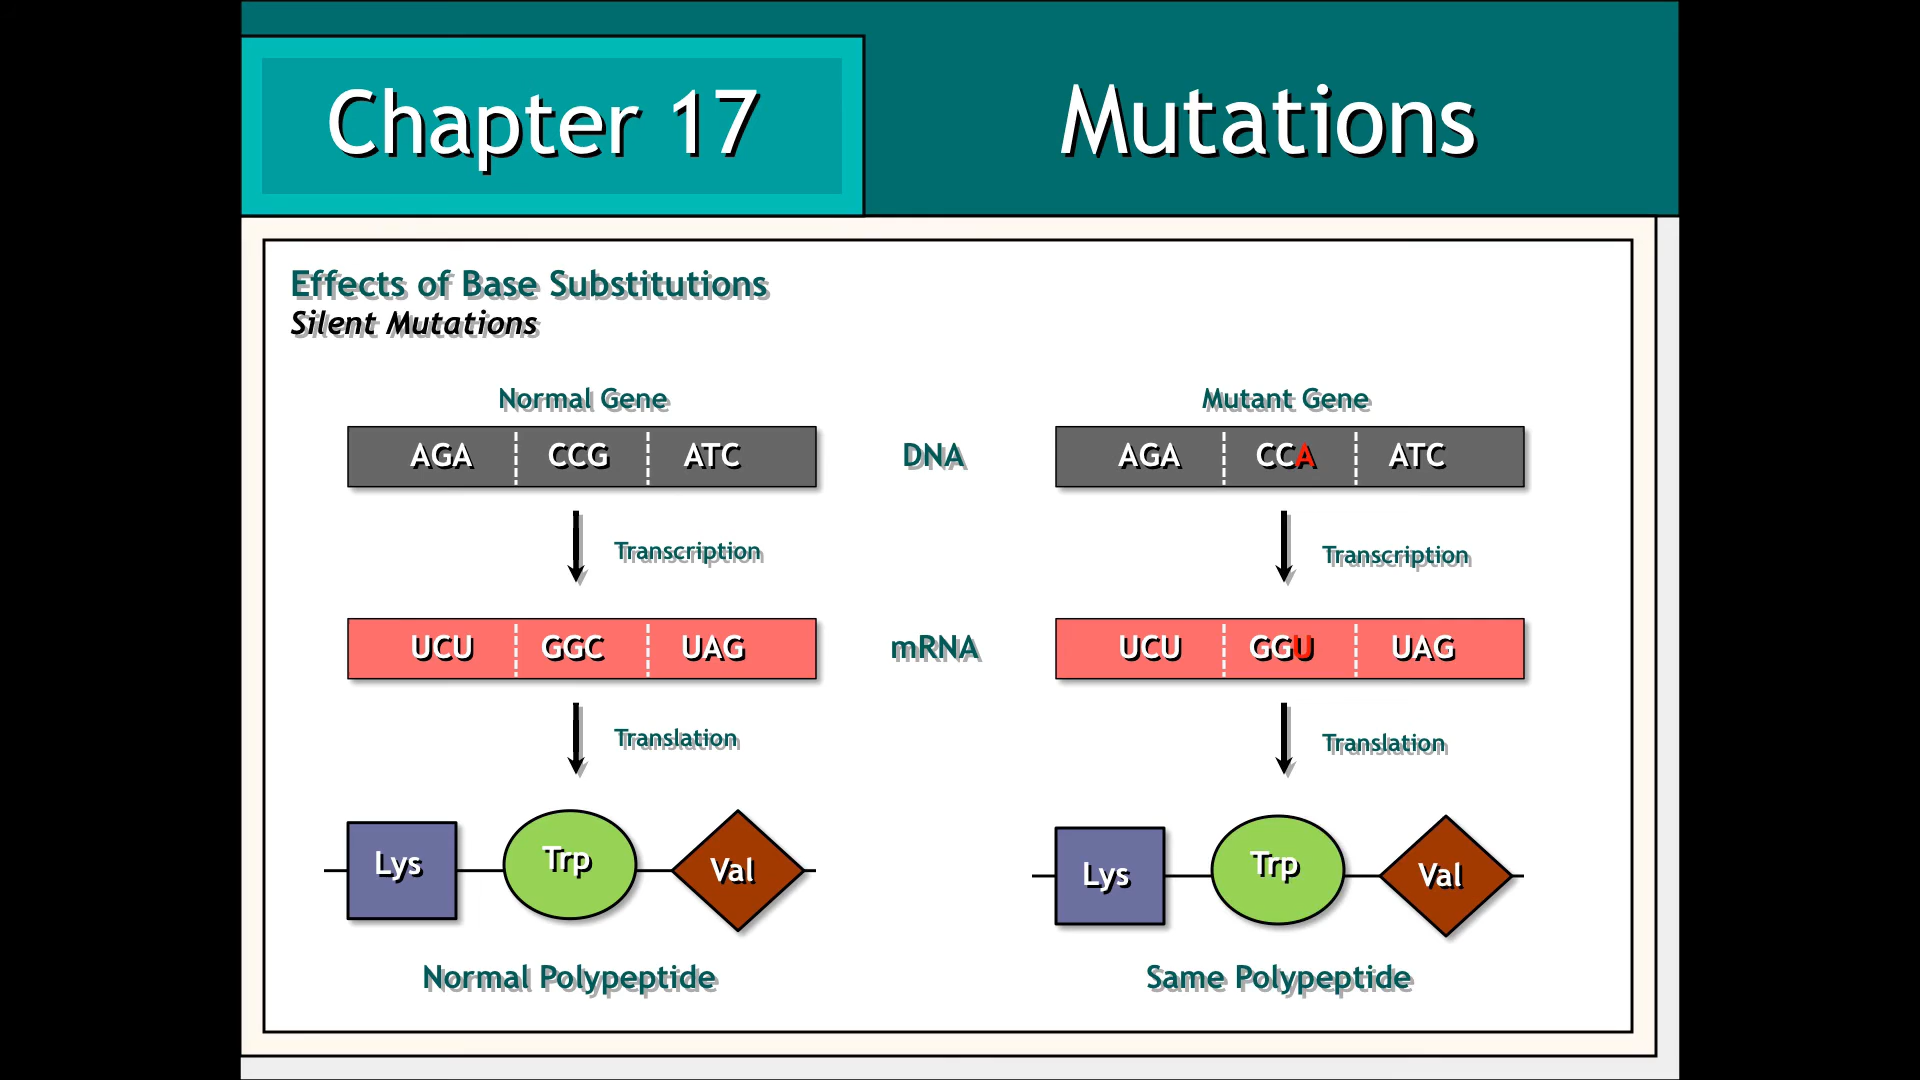 Chapter 17
Mutations
Effects of Base Substitutions
Silent Mutations
Normal Gene
Mutant Gene
AGA CCG ATC
DNA
AGA CCA ATC
Transcription
Transcription
UCU GGC UAG
mRNA
UCU GGU UAG
Translation
Translation
Lys Trp Val
Lys Trp Val
Normal Polypeptide
Same Polypeptide